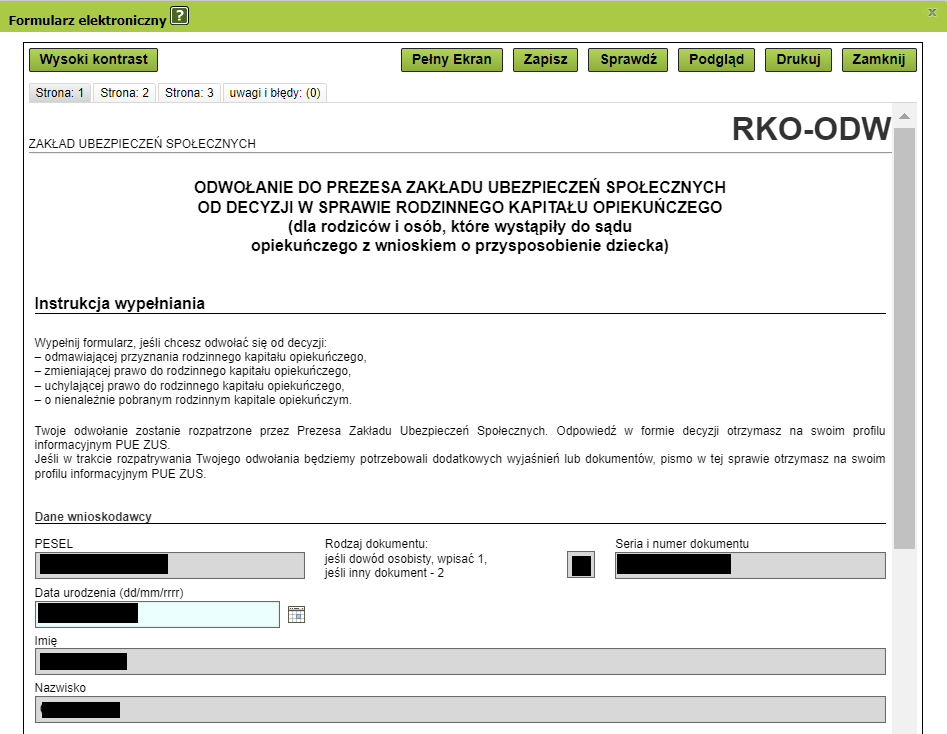 Formularz elektroniczny ?
x
Wysoki kontrast Pełny Ekran Zapisz Sprawdź Podgląd Drukuj Zamknij
Strona: 1 Strona: 2 Strona: 3 uwagi i błędy: (0)
RKO-ODW
ZAKŁAD UBEZPIECZEŃ SPOŁECZNYCH
ODWOŁANIE DO PREZESA ZAKŁADU UBEZPIECZEŃ SPOŁECZNYCH
OD DECYZJI W SPRAWIE RODZINNEGO KAPITAŁU OPIEKUŃCZEGO
(dla rodziców i osób, które wystąpiły do sądu
opiekuńczego z wnioskiem o przysposobienie dziecka)
Instrukcja wypełniania
Wypełnij formularz, jeśli chcesz odwołać się od decyzji:
– odmawiającej przyznania rodzinnego kapitału opiekuńczego,
– zmieniającej prawo do rodzinnego kapitału opiekuńczego,
– uchylającej prawo do rodzinnego kapitału opiekuńczego,
– o nienależnie pobranym rodzinnym kapitale opiekuńczym.
Twoje odwołanie zostanie rozpatrzone przez Prezesa Zakładu Ubezpieczeń Społecznych. Odpowiedź w formie decyzji otrzymasz na swoim profilu
informacyjnym PUE ZUS.
Jeśli w trakcie rozpatrywania Twojego odwołania będziemy potrzebowali dodatkowych wyjaśnień lub dokumentów, pismo w tej sprawie otrzymasz na swoim
profilu informacyjnym PUE ZUS.
Dane wnioskodawcy
PESEL
Rodzaj dokumentu:
jeśli dowód osobisty, wpisać 1,
jeśli inny dokument - 2
Seria i numer dokumentu
Data urodzenia (dd/mm/rrrr)
Imię
Nazwisko